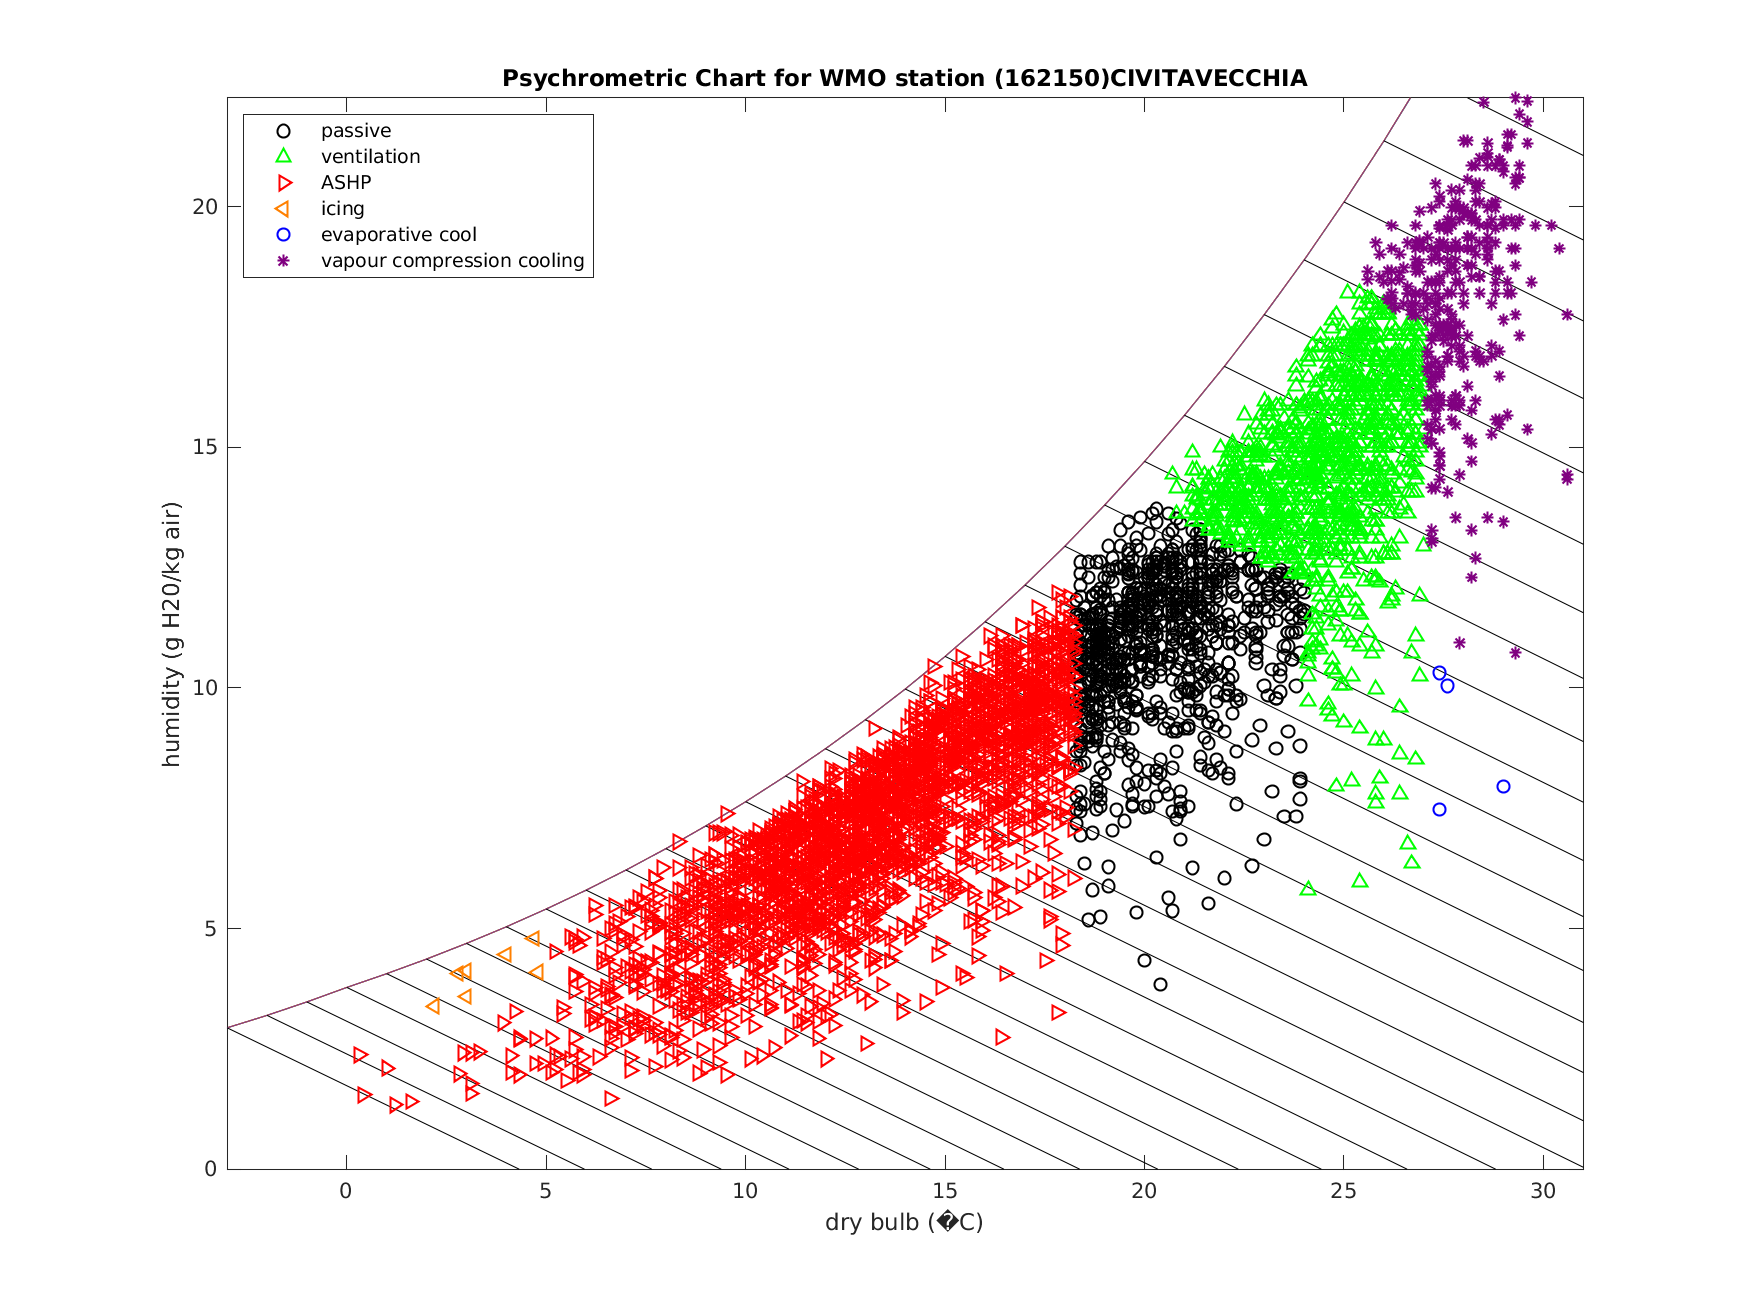 Psychrometric Chart for WMO station (162150)CIVITAVECCHIA
passive
ventilation
ASHP
icing
evaporative cool
vapour compression cooling
humidity (g H20/kg air)
20
15
10
5
0
0 5 10 15 20 25 30
dry bulb (�C)